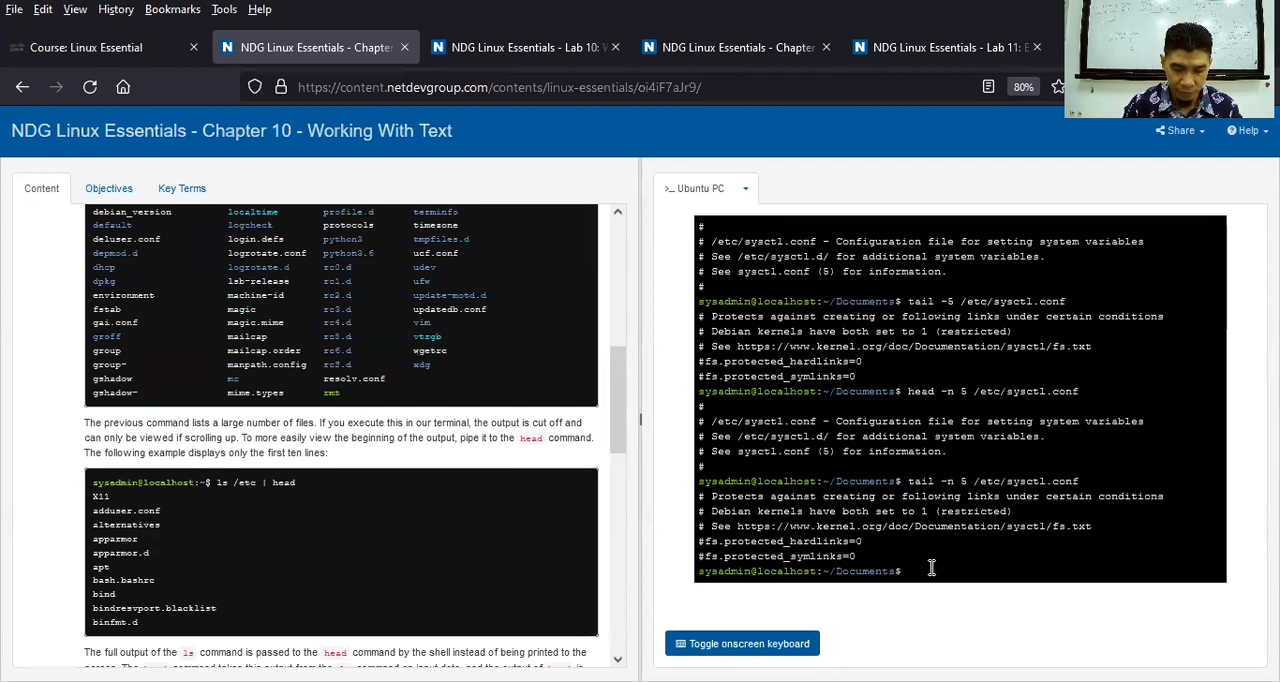 File Edit View History Bookmarks Tools Help
Course: Linux Essential
NDG Linux Essentials - Chapter
NDG Linux Essentials - Lab 10: W
NDG Linux Essentials - Chapter
NDG Linux Essentials - Lab 11: E
https://content.netdevgroup.com/contents/linux-essentials/oi4iF7aJr9/
80%
NDG Linux Essentials - Chapter 10 - Working With Text
Share
Help
Content Objectives Key Terms
debian_version localtime profile.d terminfo
default logcheck protocols timesone
deluser.conf login.defs python3 tmpfiles.d
depmod.d logrotate.conf python3.6 ucf.conf
dhcp logrotate.d rc0.d udev
dpkg lsb-release rc1.d ufw
environment machine-id rc2.d update-motd.d
fstab magic rc3.d updatedb.conf
gai.conf magic.mime rc4.d vim
groff mailcap rc5.d vtrgb
group mailcap.order rc6.d wgetrc
group- manpath.config rcS.d xdg
gshadow mc resolv.conf
gshadow- mime.types rmt
The previous command lists a large number of files. If you execute this in our terminal, the output is cut off and
can only be viewed if scrolling up. To more easily view the beginning of the output, pipe it to the head command.
The following example displays only the first ten lines:
sysadmin@localhost:~$ ls /etc | head
X11
adduser.conf
alternatives
apparmor
apparmor.d
apt
bash.bashrc
bind
bindresvport.blacklist
binfmt.d
The full output of the ls command is passed to the head command by the shell instead of being printed to the
Ubuntu PC
#
# /etc/sysctl.conf - Configuration file for setting system variables
# See /etc/sysctl.d/ for additional system variables.
# See sysctl.conf (5) for information.
#
sysadmin@localhost:~/Documents$ tail -5 /etc/sysctl.conf
# Protects against creating or following links under certain conditions
# Debian kernels have both set to 1 (restricted)
# See https://www.kernel.org/doc/Documentation/sysctl/fs.txt
#fs.protected_hardlinks=0
#fs.protected_symlinks=0
sysadmin@localhost:~/Documents$ head -n 5 /etc/sysctl.conf
#
# /etc/sysctl.conf - Configuration file for setting system variables
# See /etc/sysctl.d/ for additional system variables.
# See sysctl.conf (5) for information.
#
sysadmin@localhost:~/Documents$ tail -n 5 /etc/sysctl.conf
# Protects against creating or following links under certain conditions
# Debian kernels have both set to 1 (restricted)
# See https://www.kernel.org/doc/Documentation/sysctl/fs.txt
#fs.protected_hardlinks=0
#fs.protected_symlinks=0
sysadmin@localhost:~/Documents$
Toggle onscreen keyboard